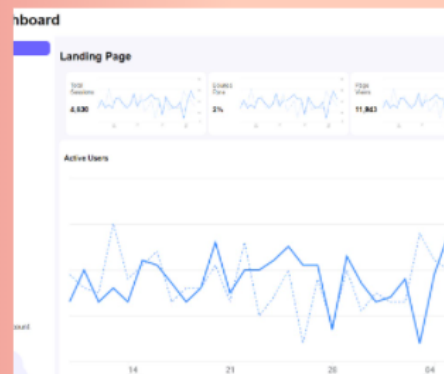 hboard
Landing Page
Total
Sessions
4,630
Bounce
Rate
2%
Page
Views
11,843
Active Users
ount
14
21
28
04